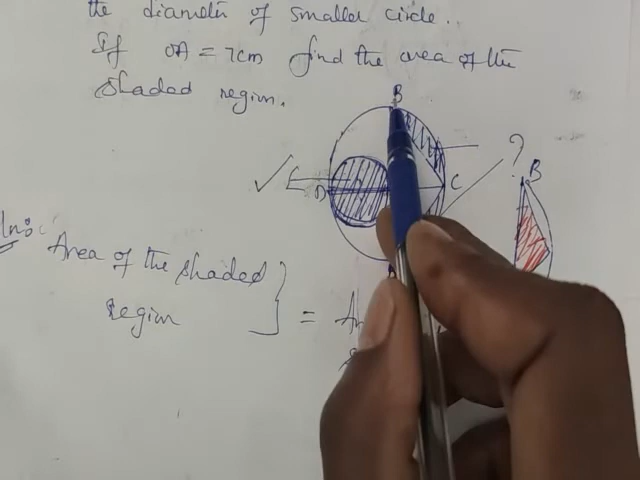 the diameter of smaller circle..
If OA = 7cm find the area of the
Shaded region.
B
? B
D C
Area of the shaded
region
=